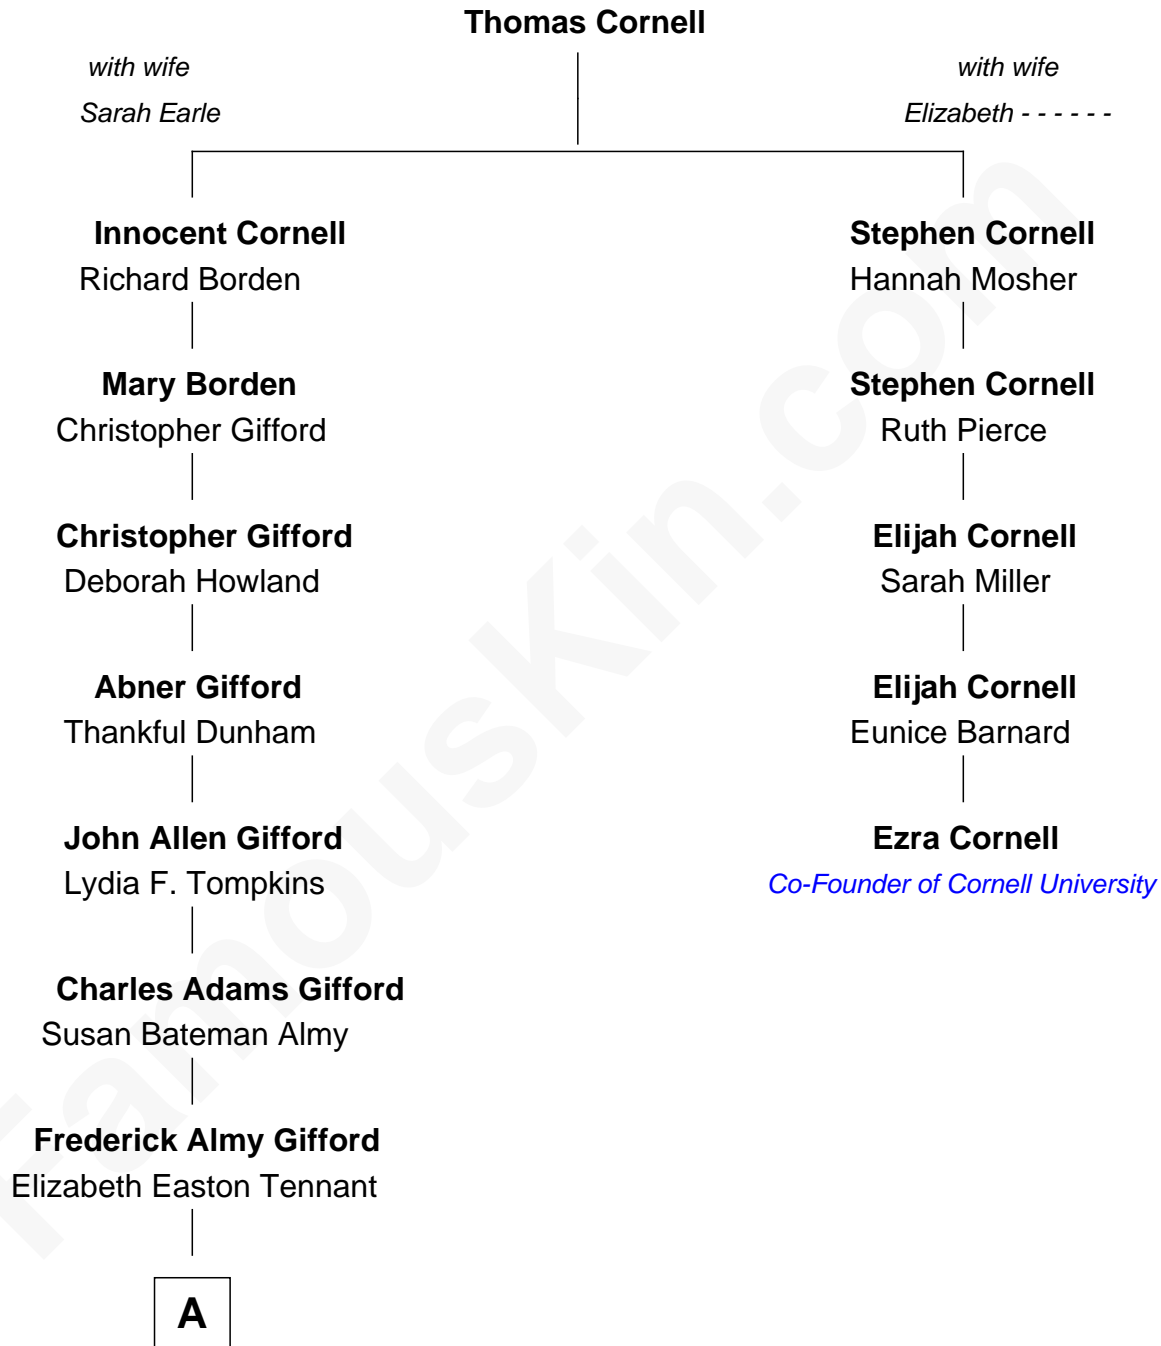 Thomas Cornell
with wife
Sarah Earle
with wife
Elizabeth - - - - - -
Innocent Cornell
Richard Borden
Stephen Cornell
Hannah Mosher
Mary Borden
Christopher Gifford
Stephen Cornell
Ruth Pierce
Christopher Gifford
Deborah Howland
Elijah Cornell
Sarah Miller
Abner Gifford
Thankful Dunham
Elijah Cornell
Eunice Barnard
John Allen Gifford
Lydia F. Tompkins
Ezra Cornell
Co-Founder of Cornell University
Charles Adams Gifford
Susan Bateman Almy
Frederick Almy Gifford
Elizabeth Easton Tennant
A
FamousKin.com